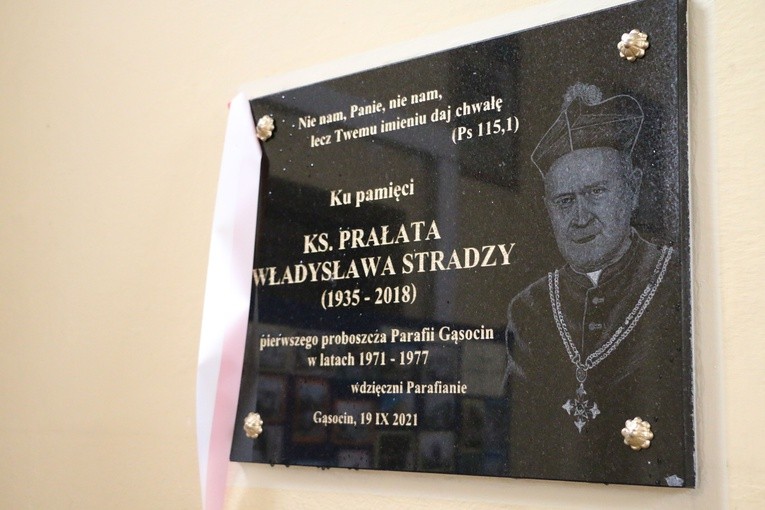 Nie nam, Panie, nie nam,
lecz Twemu imieniu daj chwałę
(Ps 115,1)
Ku pamięci
KS. PRAŁATA
WŁADYSŁAWA STRADZY
(1935 - 2018)
pierwszego proboszcza Parafii Gąsocin
w latach 1971 - 1977
wdzięczni Parafianie
Gąsocin, 19 IX 2021